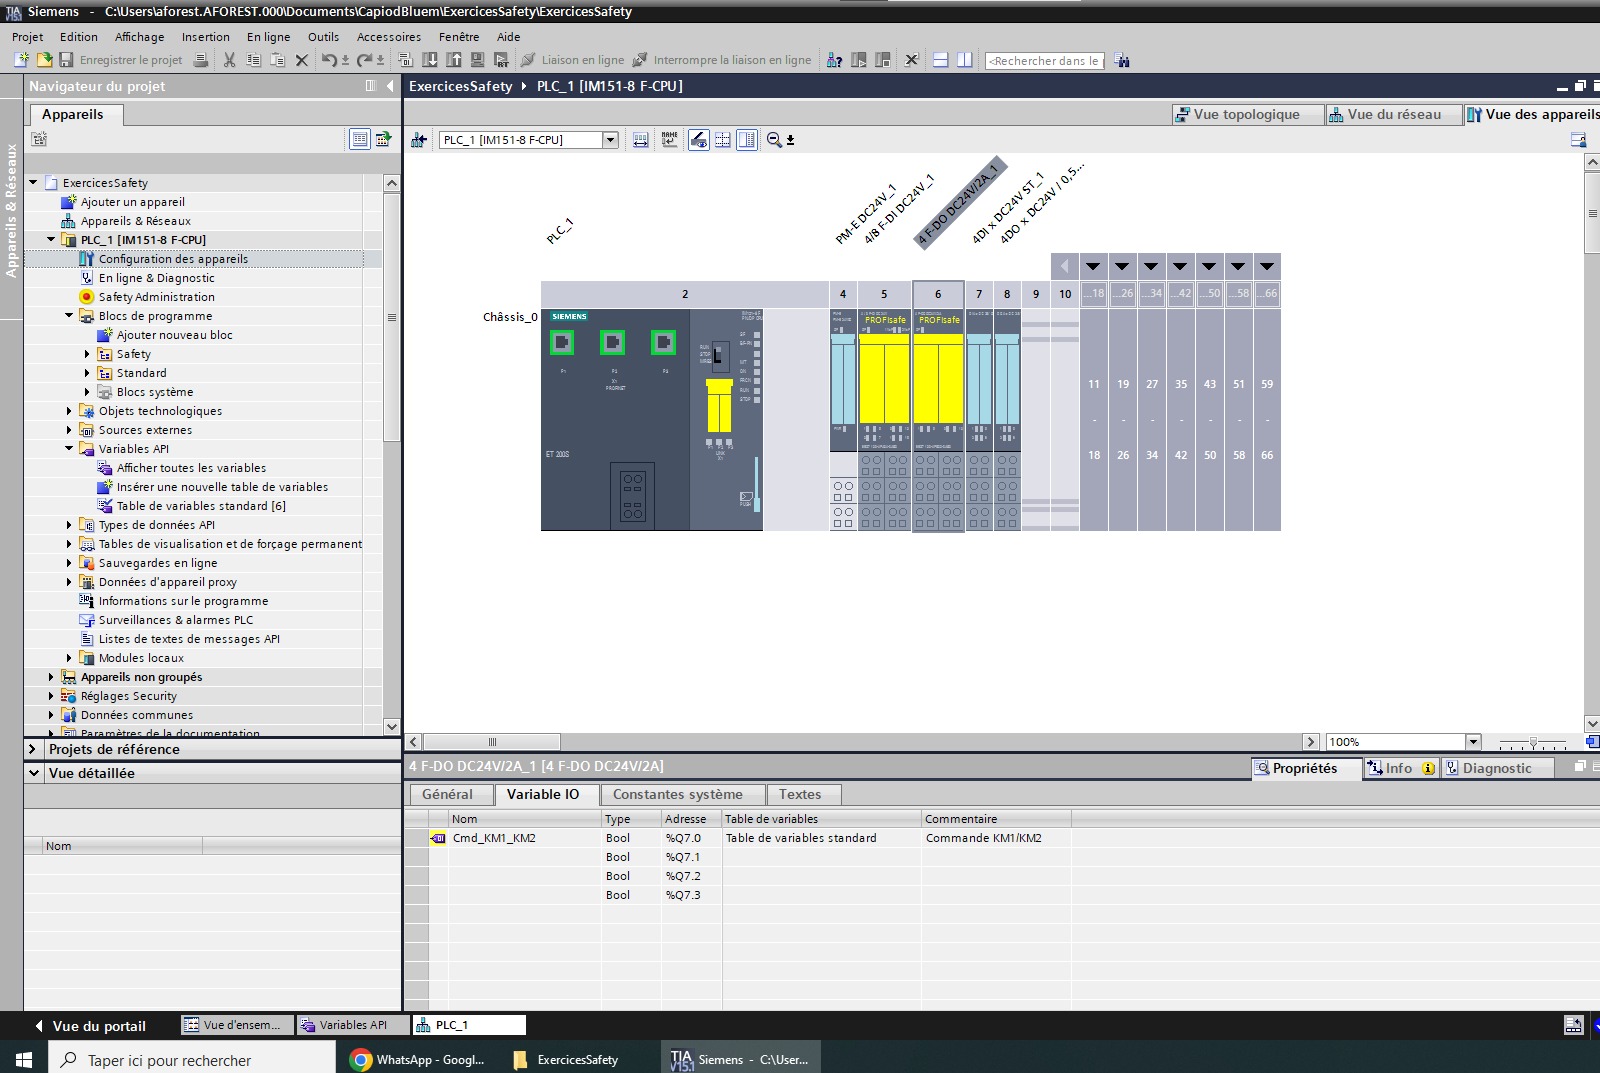 Siemens - C:\Users\aforest.AFOREST.000\Documents\CapiodBluem\ExercicesSafety\ExercicesSafety
Projet Edition Affichage Insertion En ligne Outils Accessoires Fenêtre Aide
Enregistrer le projet Liaison en ligne Interrompre la liaison en ligne <Rechercher dans le p
Navigateur du projet
Appareils
Appareils & Réseaux
ExercicesSafety
Ajouter un appareil
Appareils & Réseaux
PLC_1 [IM151-8 F-CPU]
Configuration des appareils
En ligne & Diagnostic
Safety Administration
Blocs de programme
Ajouter nouveau bloc
Safety
Standard
Blocs système
Objets technologiques
Sources externes
Variables API
Afficher toutes les variables
Insérer une nouvelle table de variables
Table de variables standard [6]
Types de données API
Tables de visualisation et de forçage permanent
Sauvegardes en ligne
Données d'appareil proxy
Informations sur le programme
Surveillances & alarmes PLC
Listes de textes de messages API
Modules locaux
Appareils non groupés
Réglages Security
Données communes
Paramètres de la documentation
Projets de référence
Vue détaillée
Nom
ExercicesSafety PLC_1 [IM151-8 F-CPU]
Vue topologique Vue du réseau Vue des appareils
PLC_1 [IM151-8 F-CPU]
PLC_1
PM-E DC24V_1
4/8 F-DI DC24V_1
4 F-DO DC24V/2A_1
4DI x DC24V ST_1
4DO x DC24V / 0,5...
2 4 5 6 7 8 9 10 ...18 ...26 ...34 ...42 ...50 ...58 ...66
Châssis_0
SIEMENS
PROFIsafe PROFIsafe
RUN
STOP
MRES
P1 P2 P3
X1
PROFINET
ET 200S
LINK
PUSH
11 19 27 35 43 51 59
- - - - - - -
18 26 34 42 50 58 66
100%
4 F-DO DC24V/2A_1 [4 F-DO DC24V/2A]
Propriétés Info Diagnostic
Général Variable IO Constantes système Textes
Nom Type Adresse Table de variables Commentaire
Cmd_KM1_KM2 Bool %Q7.0 Table de variables standard Commande KM1/KM2
Bool %Q7.1
Bool %Q7.2
Bool %Q7.3
Vue du portail Vue d'ensem... Variables API PLC_1
Taper ici pour rechercher WhatsApp - Googl... ExercicesSafety TIA V15.1 Siemens - C:\User...